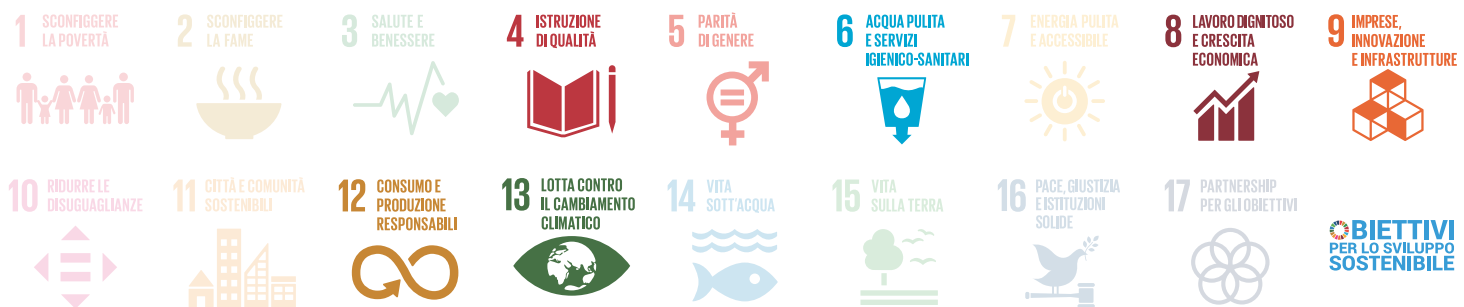 1 SCONFIGGERE
LA POVERTÀ
2 SCONFIGGERE
LA FAME
3 SALUTE E
BENESSERE
4 ISTRUZIONE
DI QUALITÀ
5 PARITÀ
DI GENERE
6 ACQUA PULITA
E SERVIZI
IGIENICO-SANITARI
7 ENERGIA PULITA
E ACCESSIBILE
8 LAVORO DIGNITOSO
E CRESCITA
ECONOMICA
9 IMPRESE,
INNOVAZIONE
E INFRASTRUTTURE
10 RIDURRE LE
DISUGUAGLIANZE
11 CITTÀ E COMUNITÀ
SOSTENIBILI
12 CONSUMO E
PRODUZIONE
RESPONSABILI
13 LOTTA CONTRO
IL CAMBIAMENTO
CLIMATICO
14 VITA
SOTT'ACQUA
15 VITA
SULLA TERRA
16 PACE, GIUSTIZIA
E ISTITUZIONI
SOLIDE
17 PARTNERSHIP
PER GLI OBIETTIVI
OBIETTIVI
PER LO SVILUPPO
SOSTENIBILE